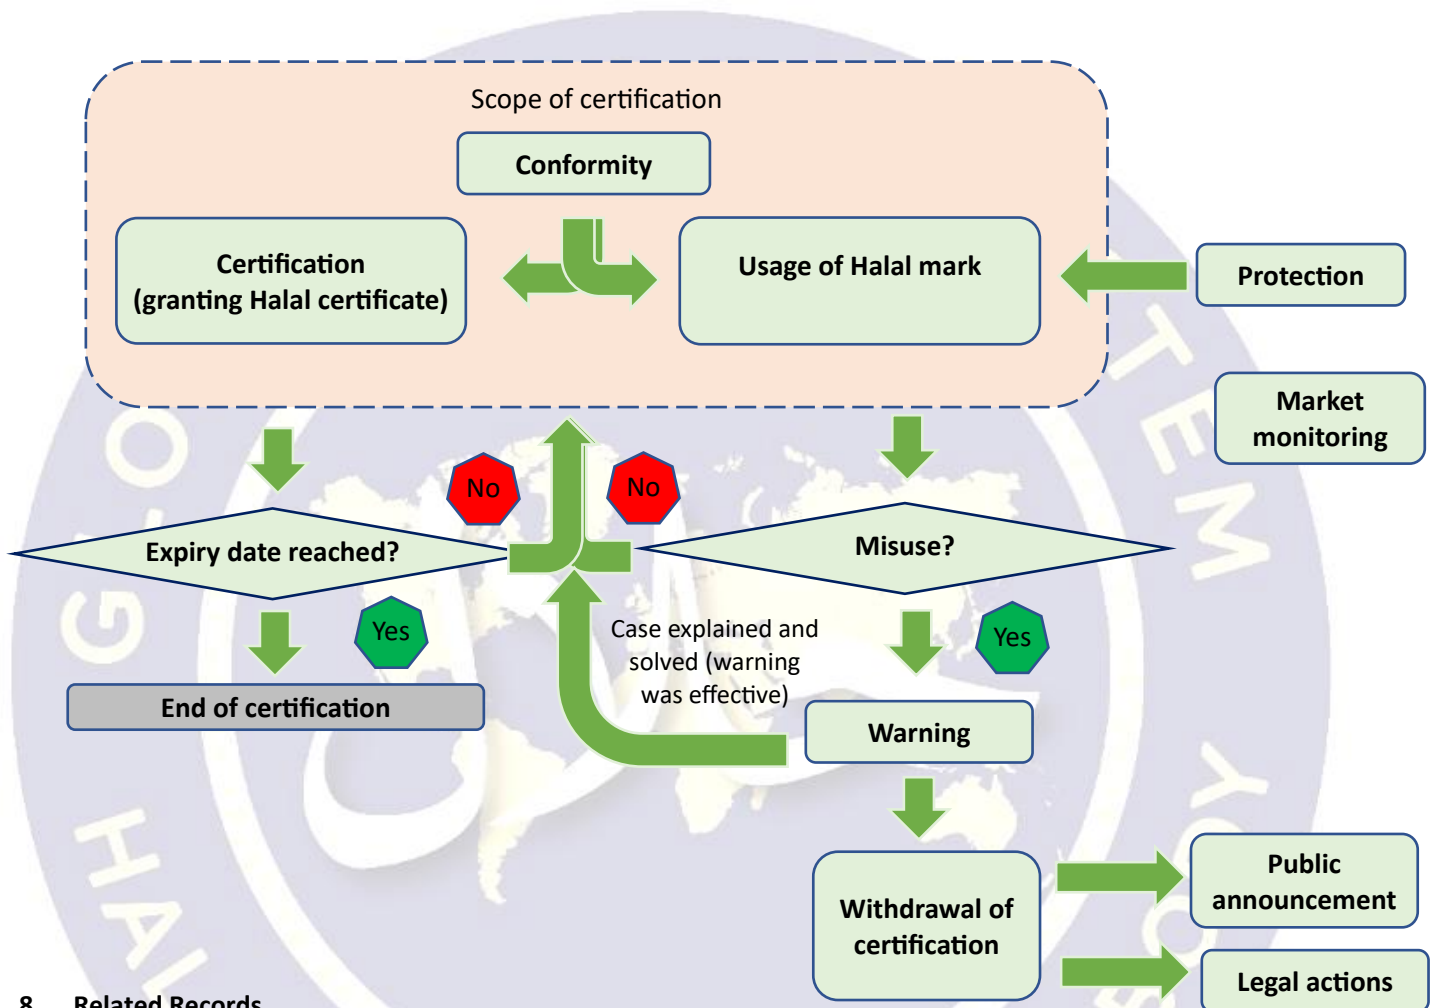 Scope of certification
Conformity
Certification
(granting Halal certificate)
Usage of Halal mark
Protection
Market
monitoring
No
No
Expiry date reached?
Misuse?
Yes
Case explained and
solved (warning
was effective)
Yes
End of certification
Warning
Withdrawal of
certification
Public
announcement
Legal actions
8 Related Records